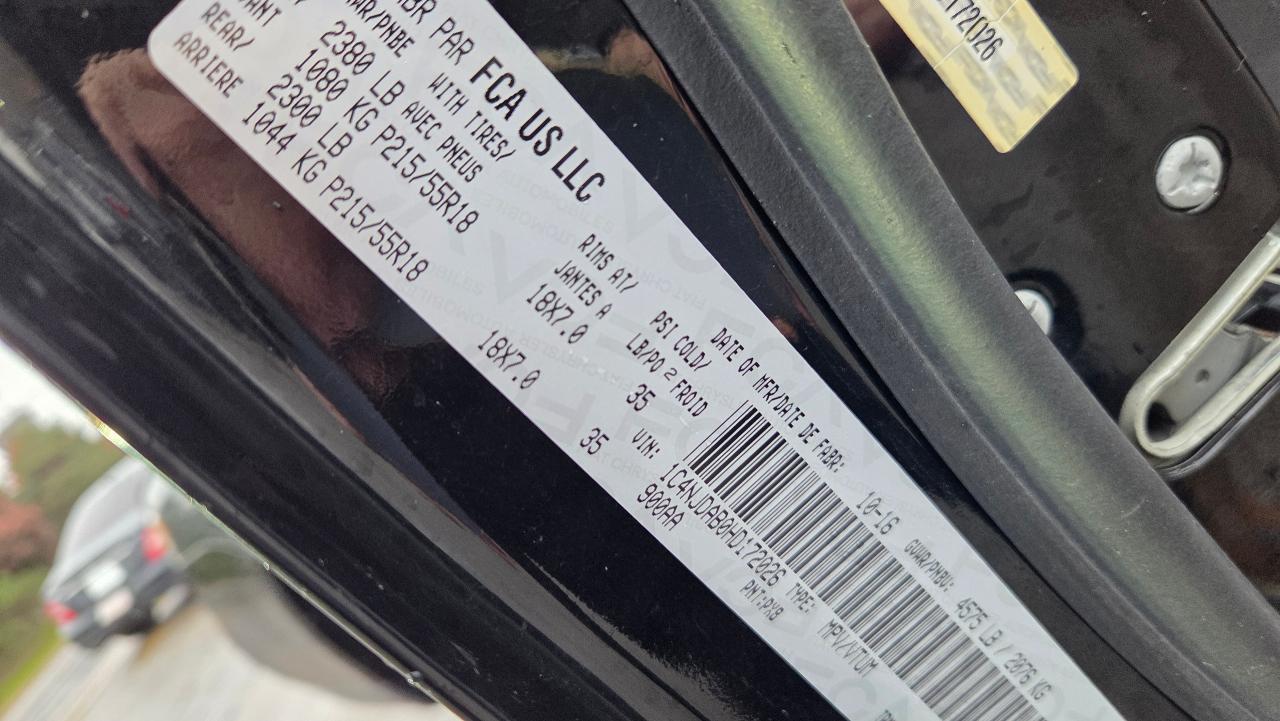 BR PAR FCA US LLC
DATE OF MFR/DATE DE FABR: 10-16 GVWR/PNBV: 4575 LB / 2076 KG
WITH TIRES/
AVEC PNEUS
RIMS AT/
JANTES A
PSI COLD/
LB/PO 2 FROID
2380 LB
1080 KG P215/55R18 18X7.0 35
REAR/
ARRIERE
2300 LB
1044 KG P215/55R18 18X7.0 35
VIN: 1C4NJDAB0HD172026 TYPE: MPV/VTUM
900AA PNT:PX8
172026